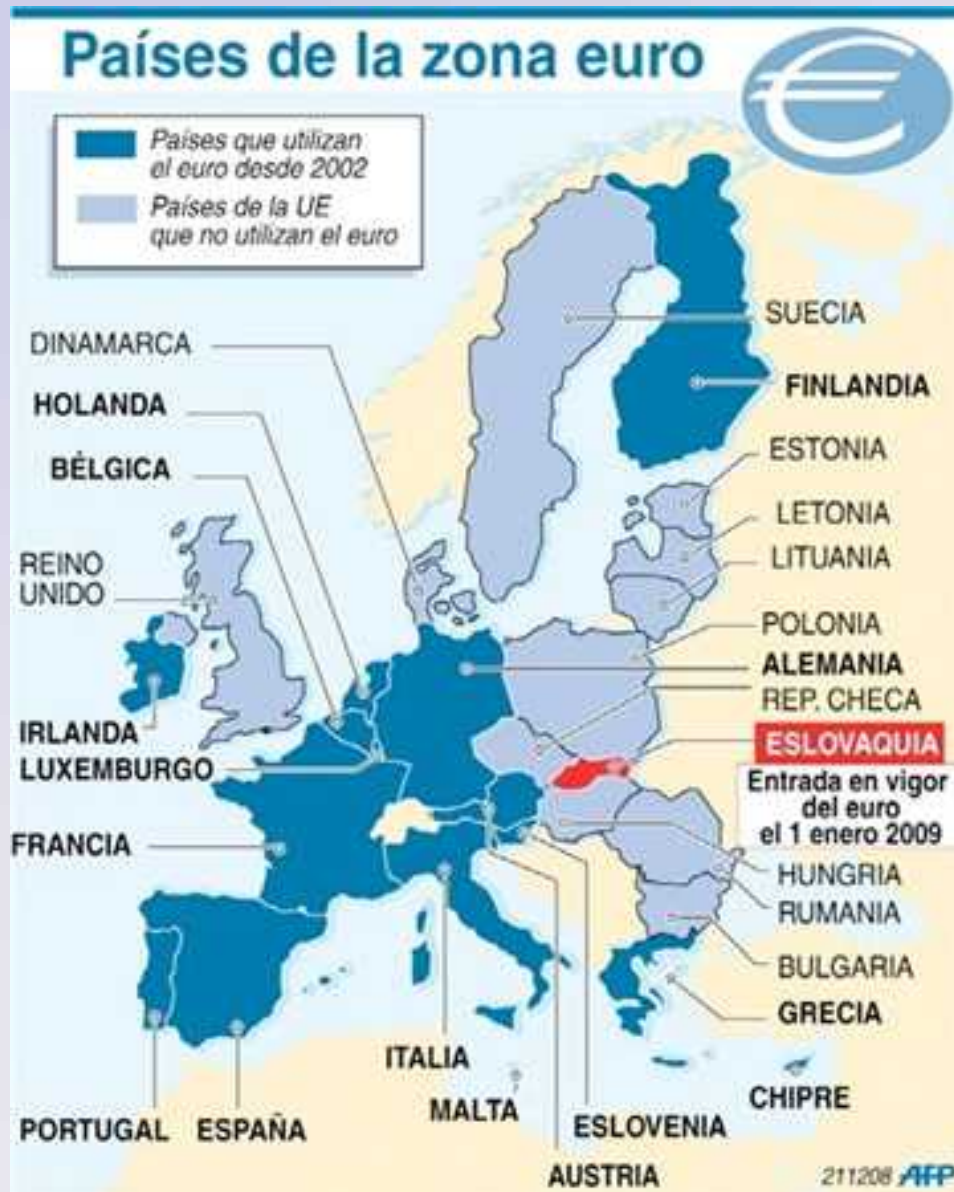 Países de la zona euro
€
Países que utilizan
el euro desde 2002
Países de la UE
que no utilizan el euro
SUECIA
DINAMARCA
FINLANDIA
HOLANDA
ESTONIA
BÉLGICA
LETONIA
LITUANIA
REINO
UNIDO
POLONIA
ALEMANIA
REP. CHECA
IRLANDA
ESLOVAQUIA
LUXEMBURGO
Entrada en vigor
del euro
el 1 enero 2009
FRANCIA
HUNGRIA
RUMANIA
BULGARIA
GRECIA
ITALIA
CHIPRE
MALTA
PORTUGAL
ESPAÑA
ESLOVENIA
AUSTRIA
211208 AFP